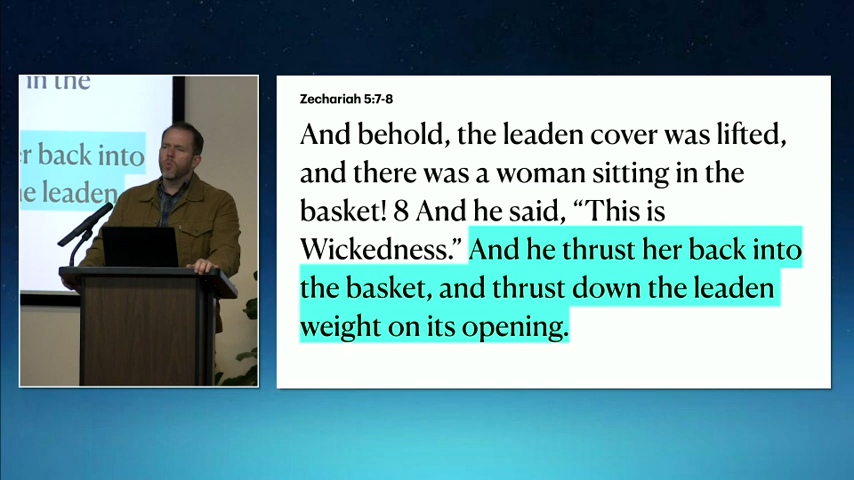 in the
r back into
e leaden
Zechariah 5:7-8
And behold, the leaden cover was lifted,
and there was a woman sitting in the
basket! 8 And he said, “This is
Wickedness.” And he thrust her back into
the basket, and thrust down the leaden
weight on its opening.